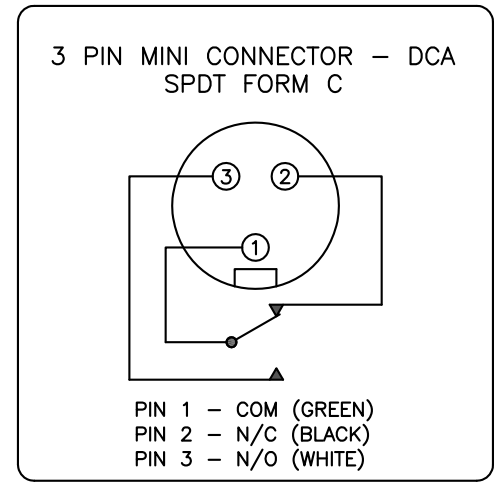 3 PIN MINI CONNECTOR – DCA
SPDT FORM C
3 2
1
PIN 1 – COM (GREEN)
PIN 2 – N/C (BLACK)
PIN 3 – N/O (WHITE)